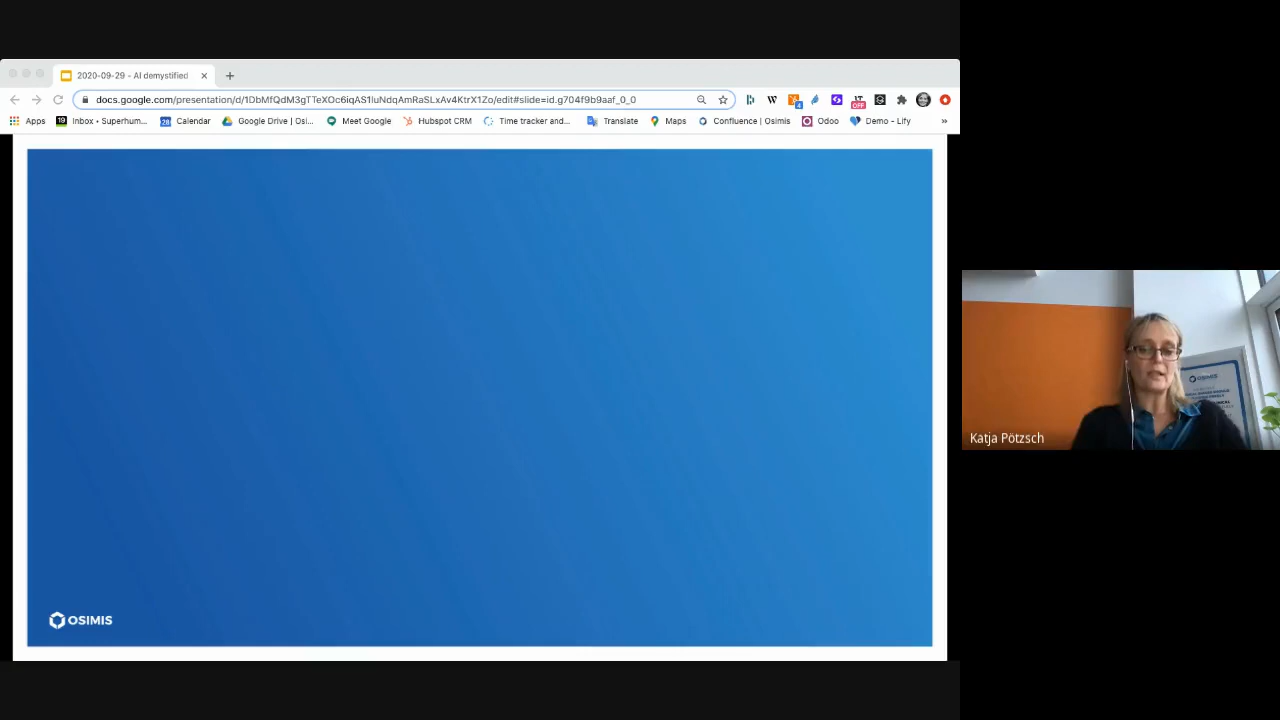 2020-09-29 - AI demystified
docs.google.com/presentation/d/1DbMfQdM3gTTeXOc6iqAS1luNdqAmRaSLxAv4KtrX1Zo/edit#slide=id.g704f9b9aaf_0_0
Apps
Inbox • Superhum...
Calendar
Google Drive | Osi...
Meet Google
Hubspot CRM
Time tracker and...
Translate
Maps
Confluence | Osimis
Odoo
Demo - Lify
OSIMIS
OSIMIS
Katja Pötzsch